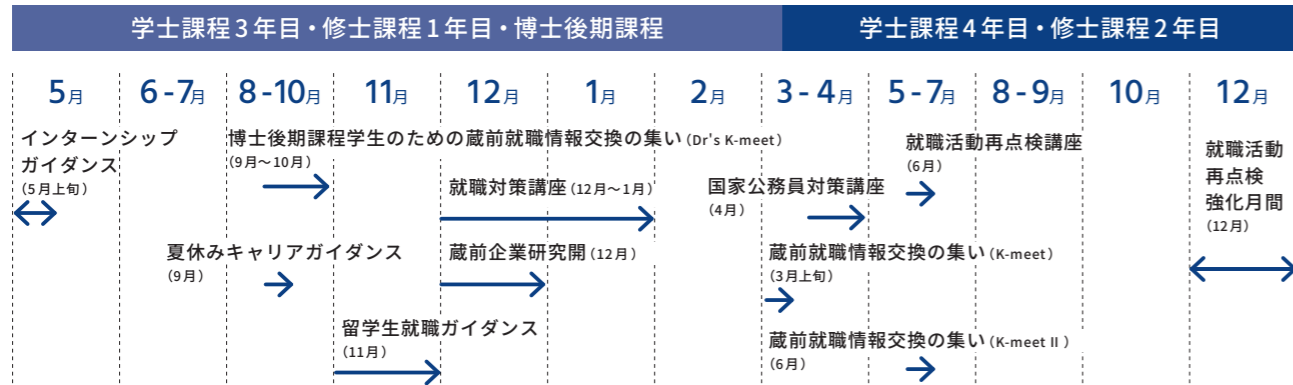 学士課程3年目・修士課程1年目・博士後期課程
学士課程4年目・修士課程2年目
5月
6-7月
8-10月
11月
12月
1月
2月
3-4月
5-7月
8-9月
10月
12月
インターンシップ
ガイダンス
(5月上旬)
博士後期課程学生のための蔵前就職情報交換の集い(Dr's K-meet)
(9月〜10月)
就職対策講座(12月〜1月)
国家公務員対策講座
(4月)
就職活動再点検講座
(6月)
就職活動
再点検
強化月間
(12月)
夏休みキャリアガイダンス
(9月)
蔵前企業研究開(12月)
蔵前就職情報交換の集い(K-meet)
(3月上旬)
留学生就職ガイダンス
(11月)
蔵前就職情報交換の集い(K-meet II)
(6月)